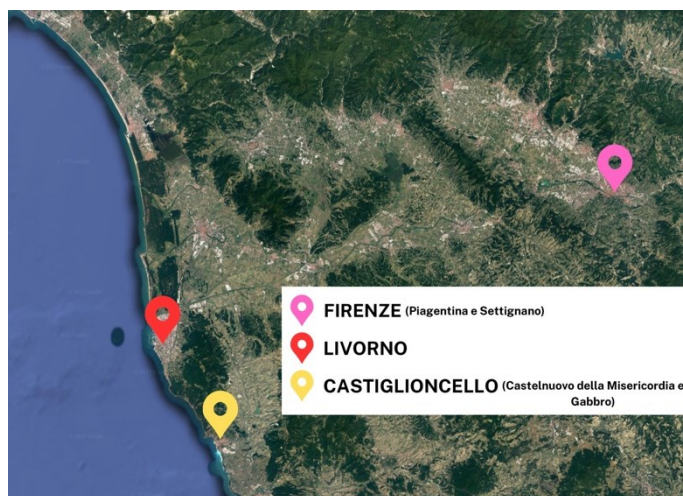 FIRENZE (Piagentina e Settignano)
LIVORNO
CASTIGLIONCELLO (Castelnuovo della Misericordia e
Gabbro)